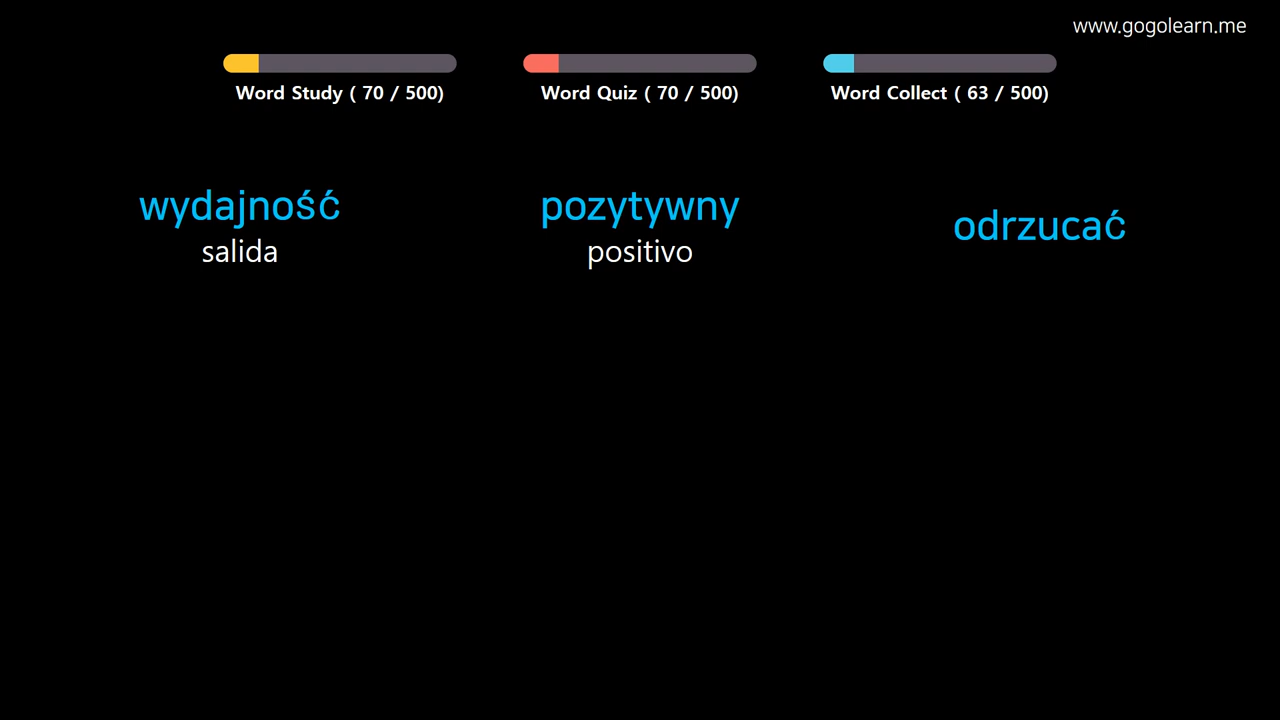 www.gogolearn.me
Word Study ( 70 / 500)
Word Quiz ( 70 / 500)
Word Collect ( 63 / 500)
wydajność
salida
pozytywny
positivo
odrzucać